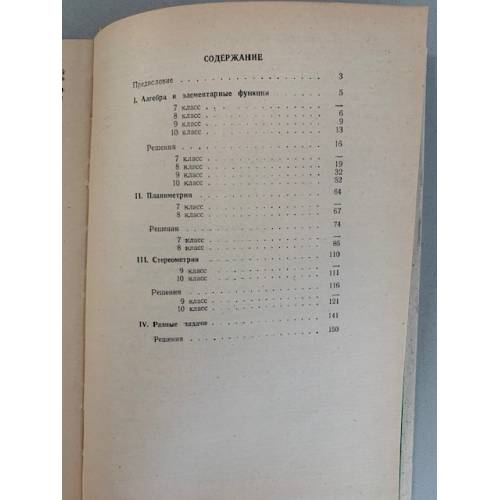 СОДЕРЖАНИЕ
Предисловие . . . . . . . . . . . . . . . . 3
I. Алгебра и элементарные функции . . . . . . 5
7 класс . . . . . . . . . . . . . . —
8 класс . . . . . . . . . . . . . . 6
9 класс . . . . . . . . . . . . . . 9
10 класс . . . . . . . . . . . . . . 13
Решения . . . . . . . . . . . . . . 16
7 класс . . . . . . . . . . . . . . —
8 класс . . . . . . . . . . . . . . 19
9 класс . . . . . . . . . . . . . . 32
10 класс . . . . . . . . . . . . . . 52
II. Планиметрия . . . . . . . . . . . . . . 64
7 класс . . . . . . . . . . . . . . —
8 класс . . . . . . . . . . . . . . 67
Решения . . . . . . . . . . . . . . 74
7 класс . . . . . . . . . . . . . . —
8 класс . . . . . . . . . . . . . . 86
III. Стереометрия . . . . . . . . . . . . . . 110
9 класс . . . . . . . . . . . . . . —
10 класс . . . . . . . . . . . . . . 111
Решения . . . . . . . . . . . . . . 116
9 класс . . . . . . . . . . . . . . —
10 класс . . . . . . . . . . . . . . 121
IV. Разные задачи . . . . . . . . . . . . . . 141
Решения . . . . . . . . . . . . . . 150